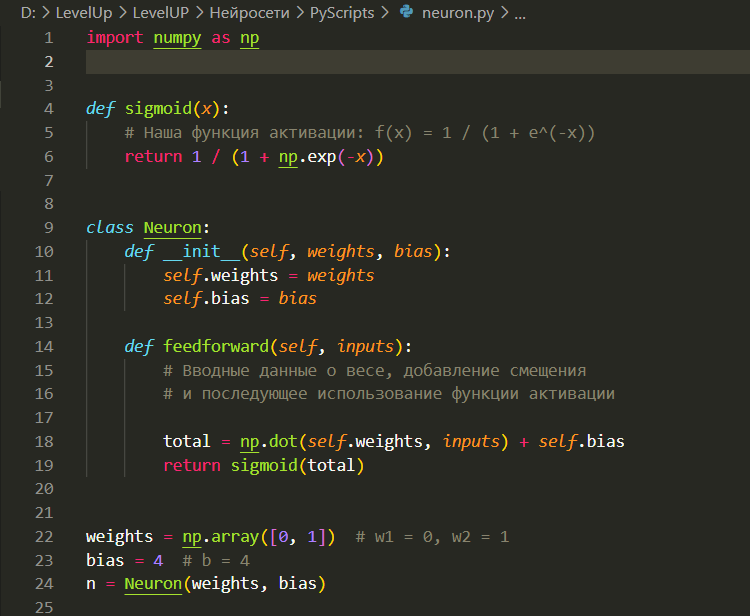 D: > LevelUp > LevelUP > Нейросети > PyScripts > neuron.py > ...
1 import numpy as np
2
3
4 def sigmoid(x):
5     # Наша функция активации: f(x) = 1 / (1 + e^(-x))
6     return 1 / (1 + np.exp(-x))
7
8
9 class Neuron:
10     def __init__(self, weights, bias):
11         self.weights = weights
12         self.bias = bias
13
14     def feedforward(self, inputs):
15         # Вводные данные о весе, добавление смещения
16         # и последующее использование функции активации
17
18         total = np.dot(self.weights, inputs) + self.bias
19         return sigmoid(total)
20
21
22 weights = np.array([0, 1])  # w1 = 0, w2 = 1
23 bias = 4  # b = 4
24 n = Neuron(weights, bias)
25